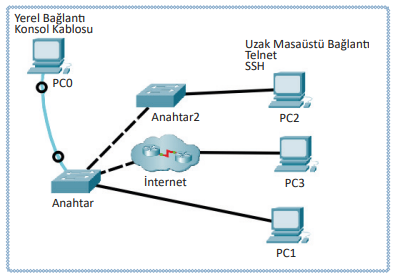 Yerel Bağlantı
Konsol Kablosu
PC0
Uzak Masaüstü Bağlantı
Telnet
SSH
Anahtar2
PC2
İnternet
PC3
Anahtar
PC1